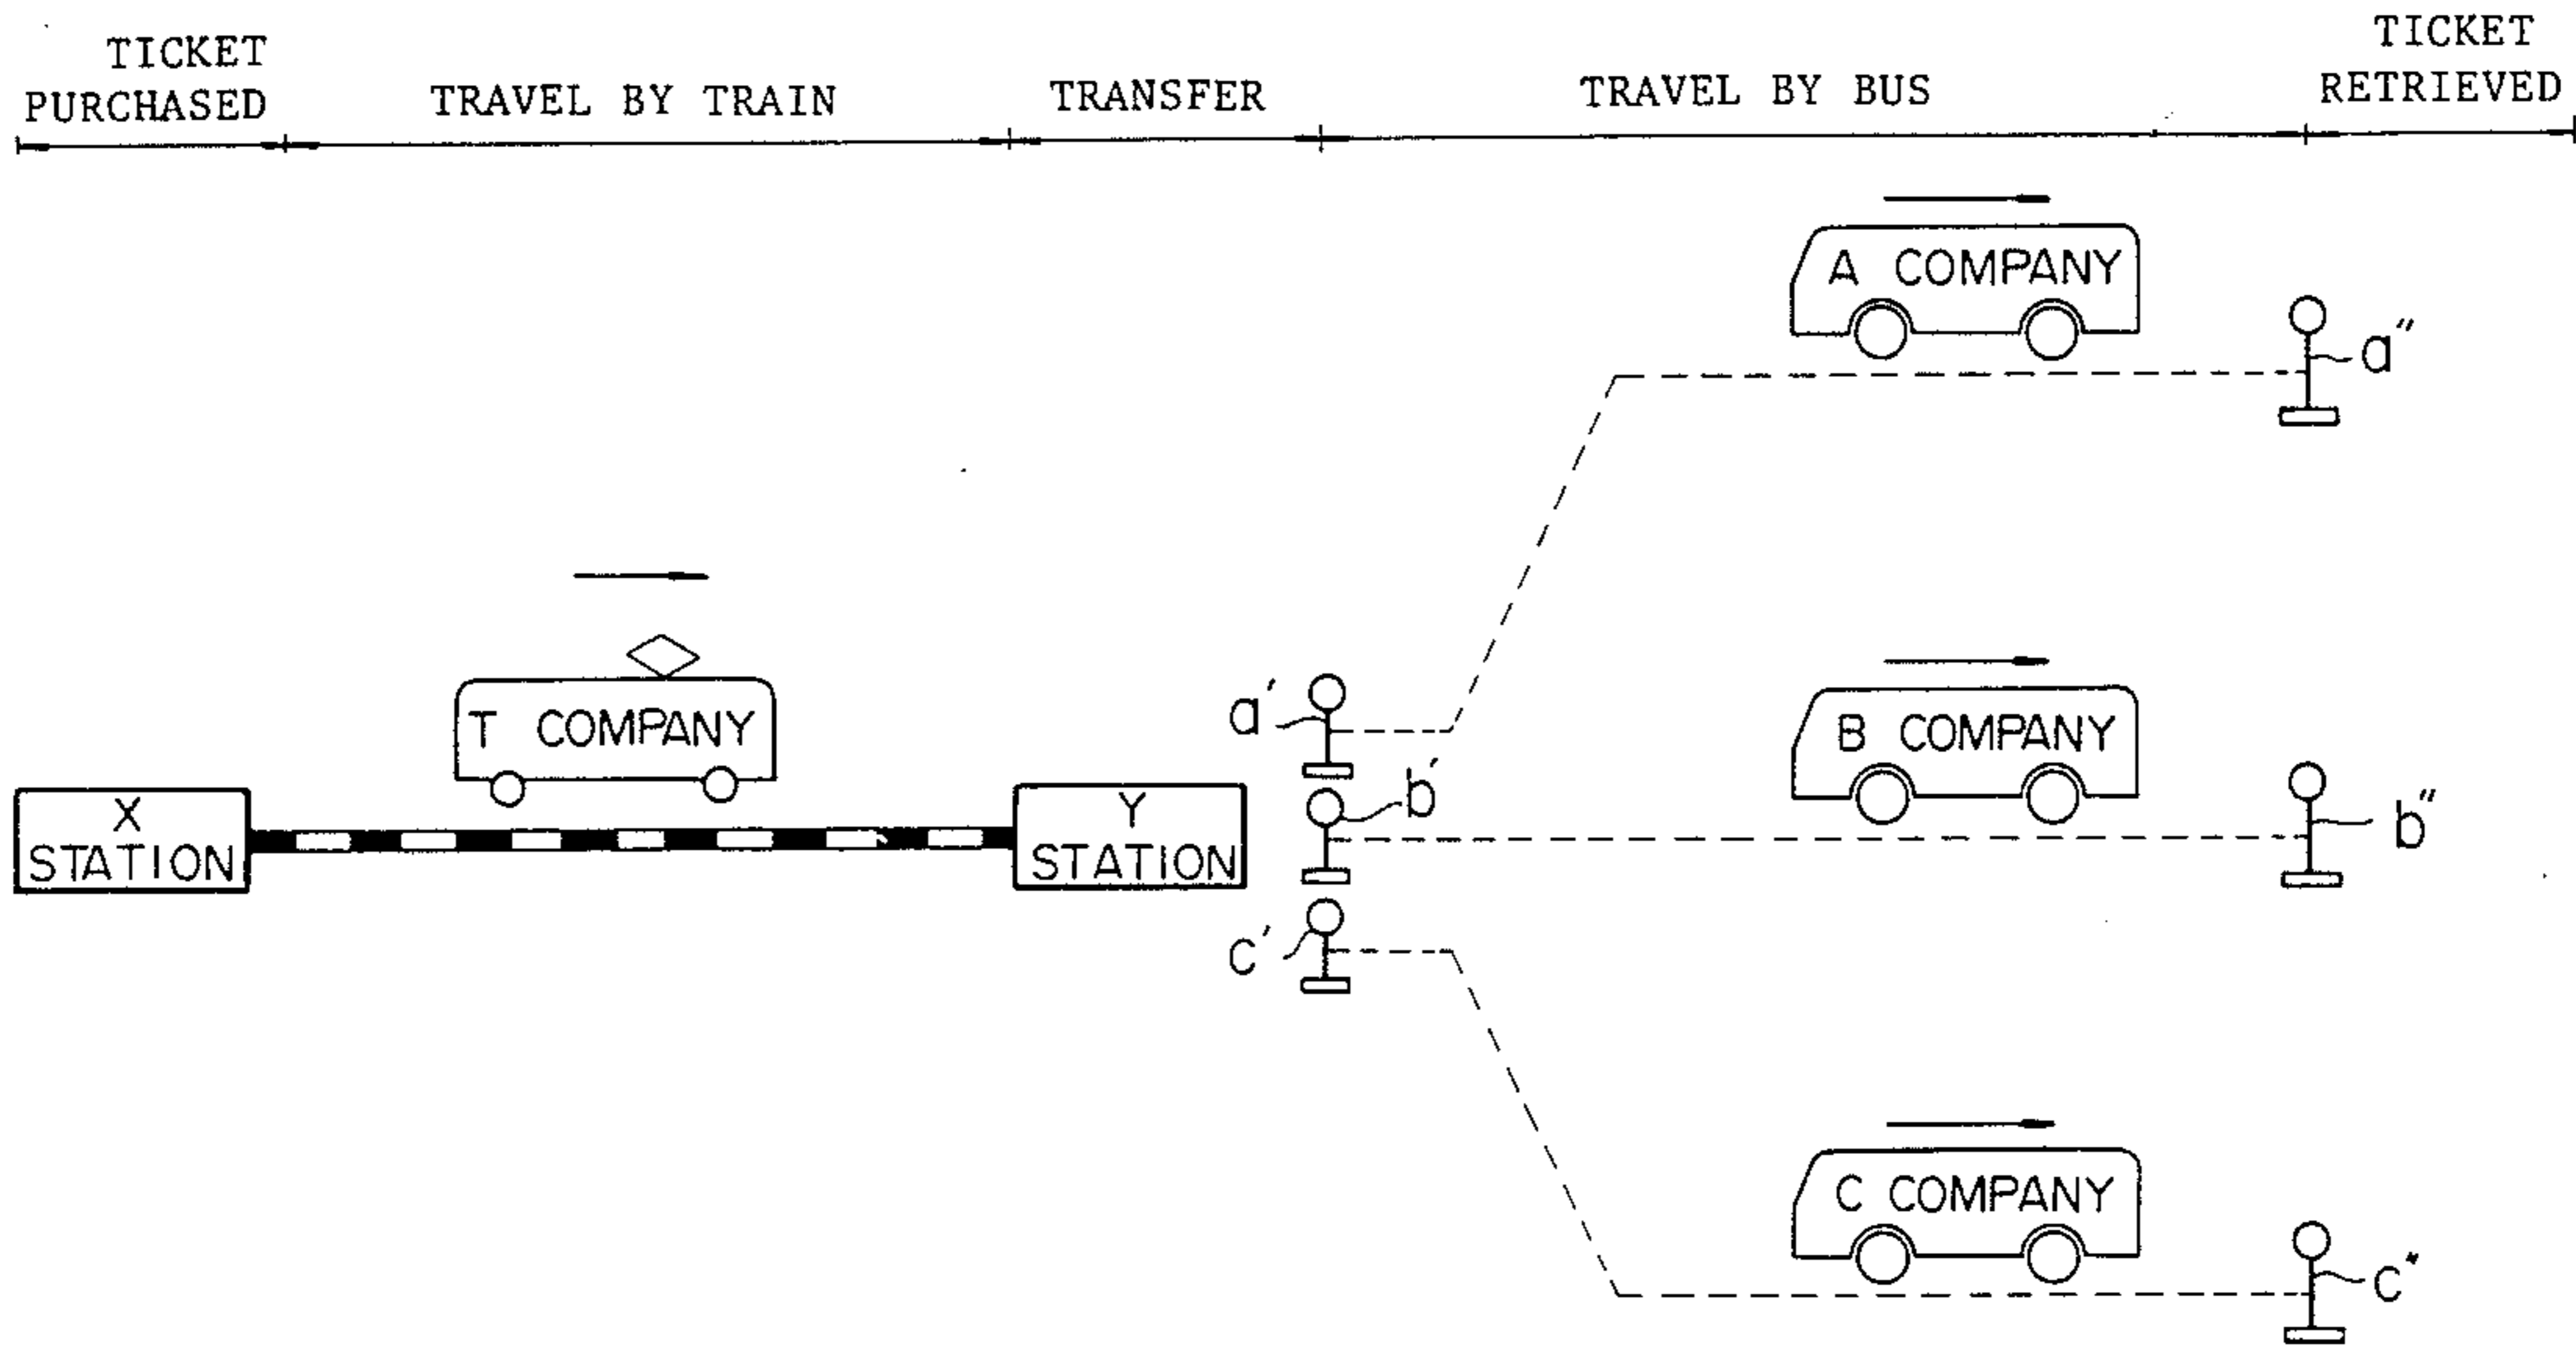 TICKET
PURCHASED
TRAVEL BY TRAIN
TRANSFER
TRAVEL BY BUS
TICKET
RETRIEVED
A COMPANY
a"
T COMPANY
a'
B COMPANY
b'
b"
X
STATION
Y
STATION
c'
C COMPANY
c"